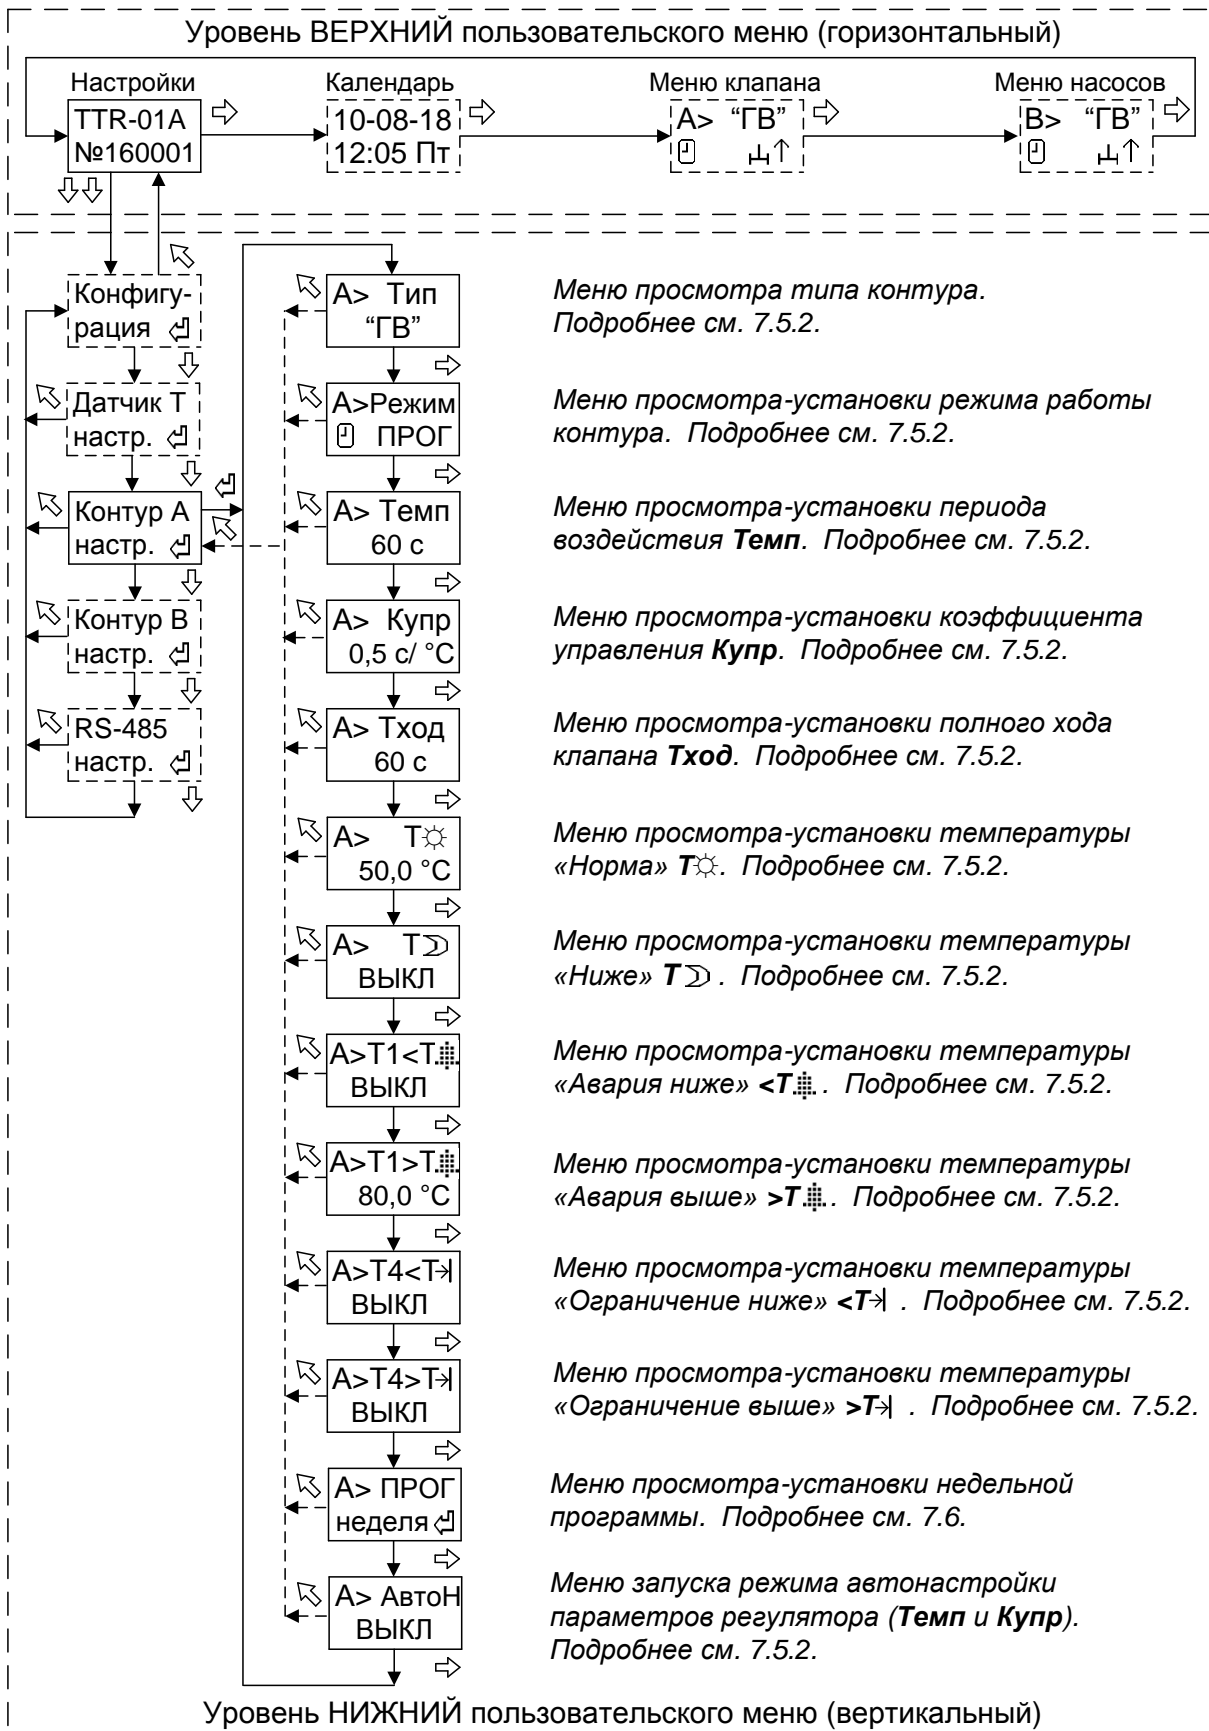 Уровень ВЕРХНИЙ пользовательского меню (горизонтальный)
Настройки
TTR-01A
№160001
Календарь
10-08-18
12:05 Пт
Меню клапана
A> “ГВ”
Меню насосов
B> “ГВ”
Конфигу-
рация
Датчик Т
настр.
Контур А
настр.
Контур В
настр.
RS-485
настр.
A> Тип
“ГВ”
Меню просмотра типа контура.
Подробнее см. 7.5.2.
A>Режим
ПРОГ
Меню просмотра-установки режима работы
контура. Подробнее см. 7.5.2.
A> Темп
60 с
Меню просмотра-установки периода
воздействия Темп. Подробнее см. 7.5.2.
A> Купр
0,5 с/ °С
Меню просмотра-установки коэффициента
управления Купр. Подробнее см. 7.5.2.
A> Тход
60 с
Меню просмотра-установки полного хода
клапана Тход. Подробнее см. 7.5.2.
A> Т☼
50,0 °С
Меню просмотра-установки температуры
«Норма» Т☼. Подробнее см. 7.5.2.
A> Т☽
ВЫКЛ
Меню просмотра-установки температуры
«Ниже» Т☽ . Подробнее см. 7.5.2.
A>Т1<Т
ВЫКЛ
Меню просмотра-установки температуры
«Авария ниже» <Т . Подробнее см. 7.5.2.
A>Т1>Т
80,0 °С
Меню просмотра-установки температуры
«Авария выше» >Т . Подробнее см. 7.5.2.
A>Т4<Т⇥
ВЫКЛ
Меню просмотра-установки температуры
«Ограничение ниже» <Т⇥ . Подробнее см. 7.5.2.
A>Т4>Т⇥
ВЫКЛ
Меню просмотра-установки температуры
«Ограничение выше» >Т⇥ . Подробнее см. 7.5.2.
A> ПРОГ
неделя
Меню просмотра-установки недельной
программы. Подробнее см. 7.6.
A> АвтоН
ВЫКЛ
Меню запуска режима автонастройки
параметров регулятора (Темп и Купр).
Подробнее см. 7.5.2.
Уровень НИЖНИЙ пользовательского меню (вертикальный)